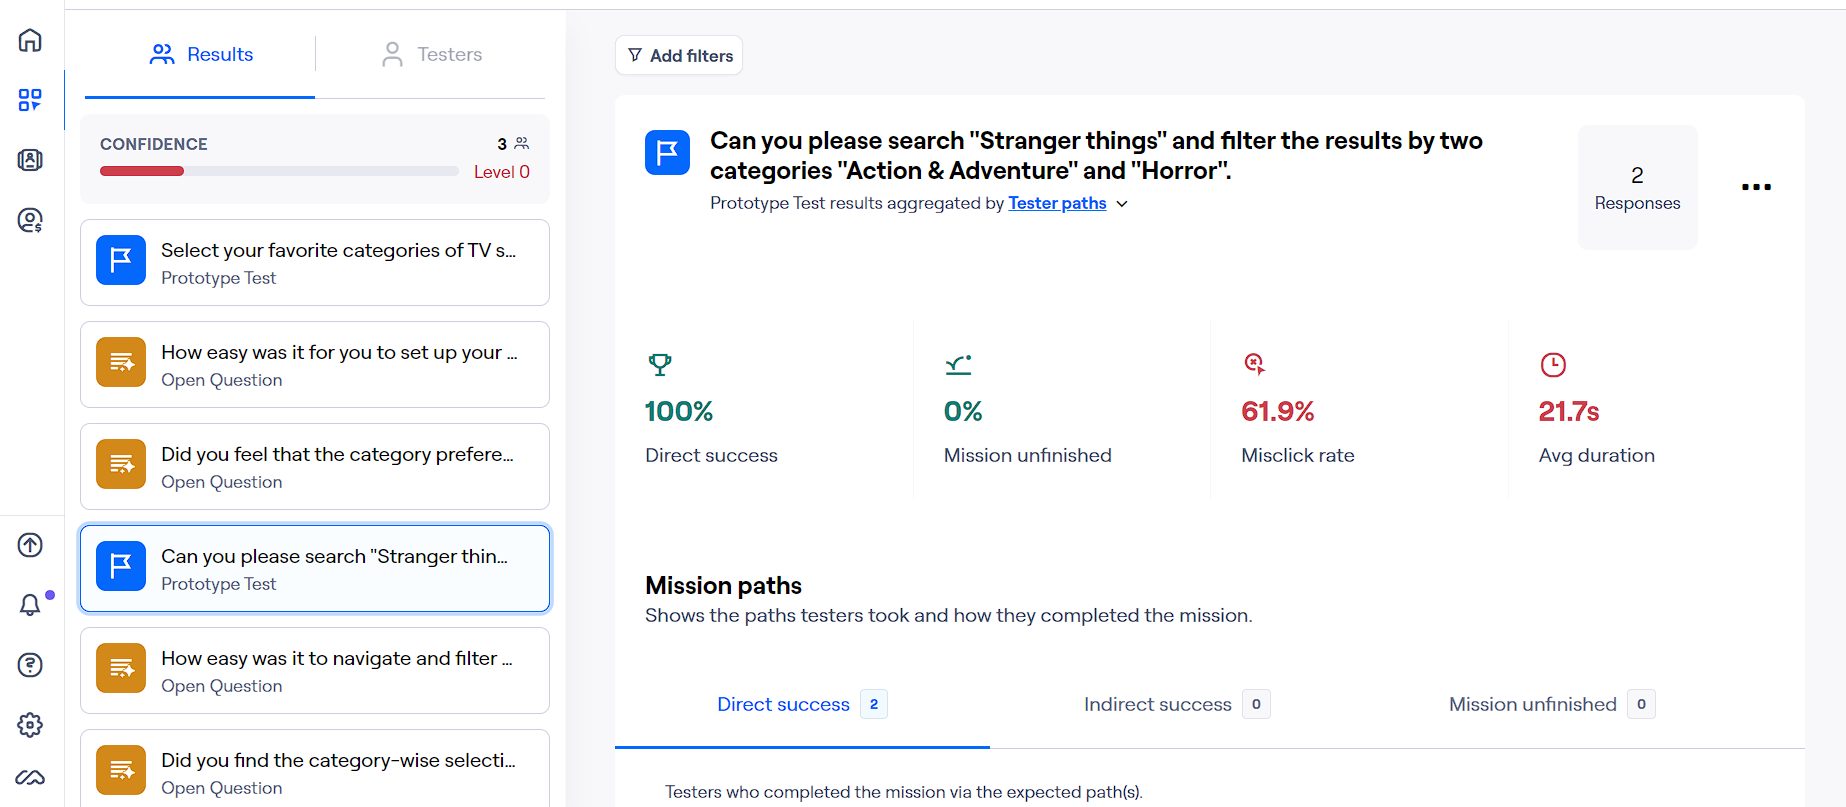 Results
Testers
CONFIDENCE
3
Level 0
Select your favorite categories of TV s...
Prototype Test
How easy was it for you to set up your ...
Open Question
Did you feel that the category prefere...
Open Question
Can you please search "Stranger thin...
Prototype Test
How easy was it to navigate and filter ...
Open Question
Did you find the category-wise selecti...
Open Question
Add filters
Can you please search "Stranger things" and filter the results by two
categories "Action & Adventure" and "Horror".
Prototype Test results aggregated by Tester paths
2
Responses
100%
Direct success
0%
Mission unfinished
61.9%
Misclick rate
21.7s
Avg duration
Mission paths
Shows the paths testers took and how they completed the mission.
Direct success 2
Indirect success 0
Mission unfinished 0
Testers who completed the mission via the expected path(s).